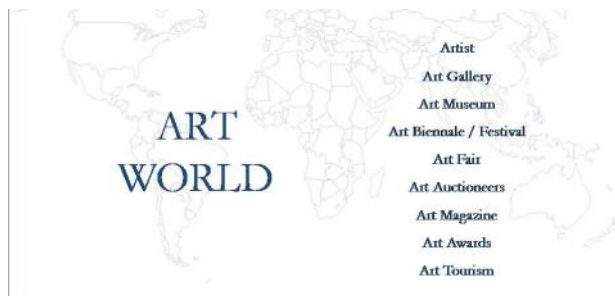 ART
WORLD
Artist
Art Gallery
Art Museum
Art Biennale / Festival
Art Fair
Art Auctioneers
Art Magazine
Art Awards
Art Tourism